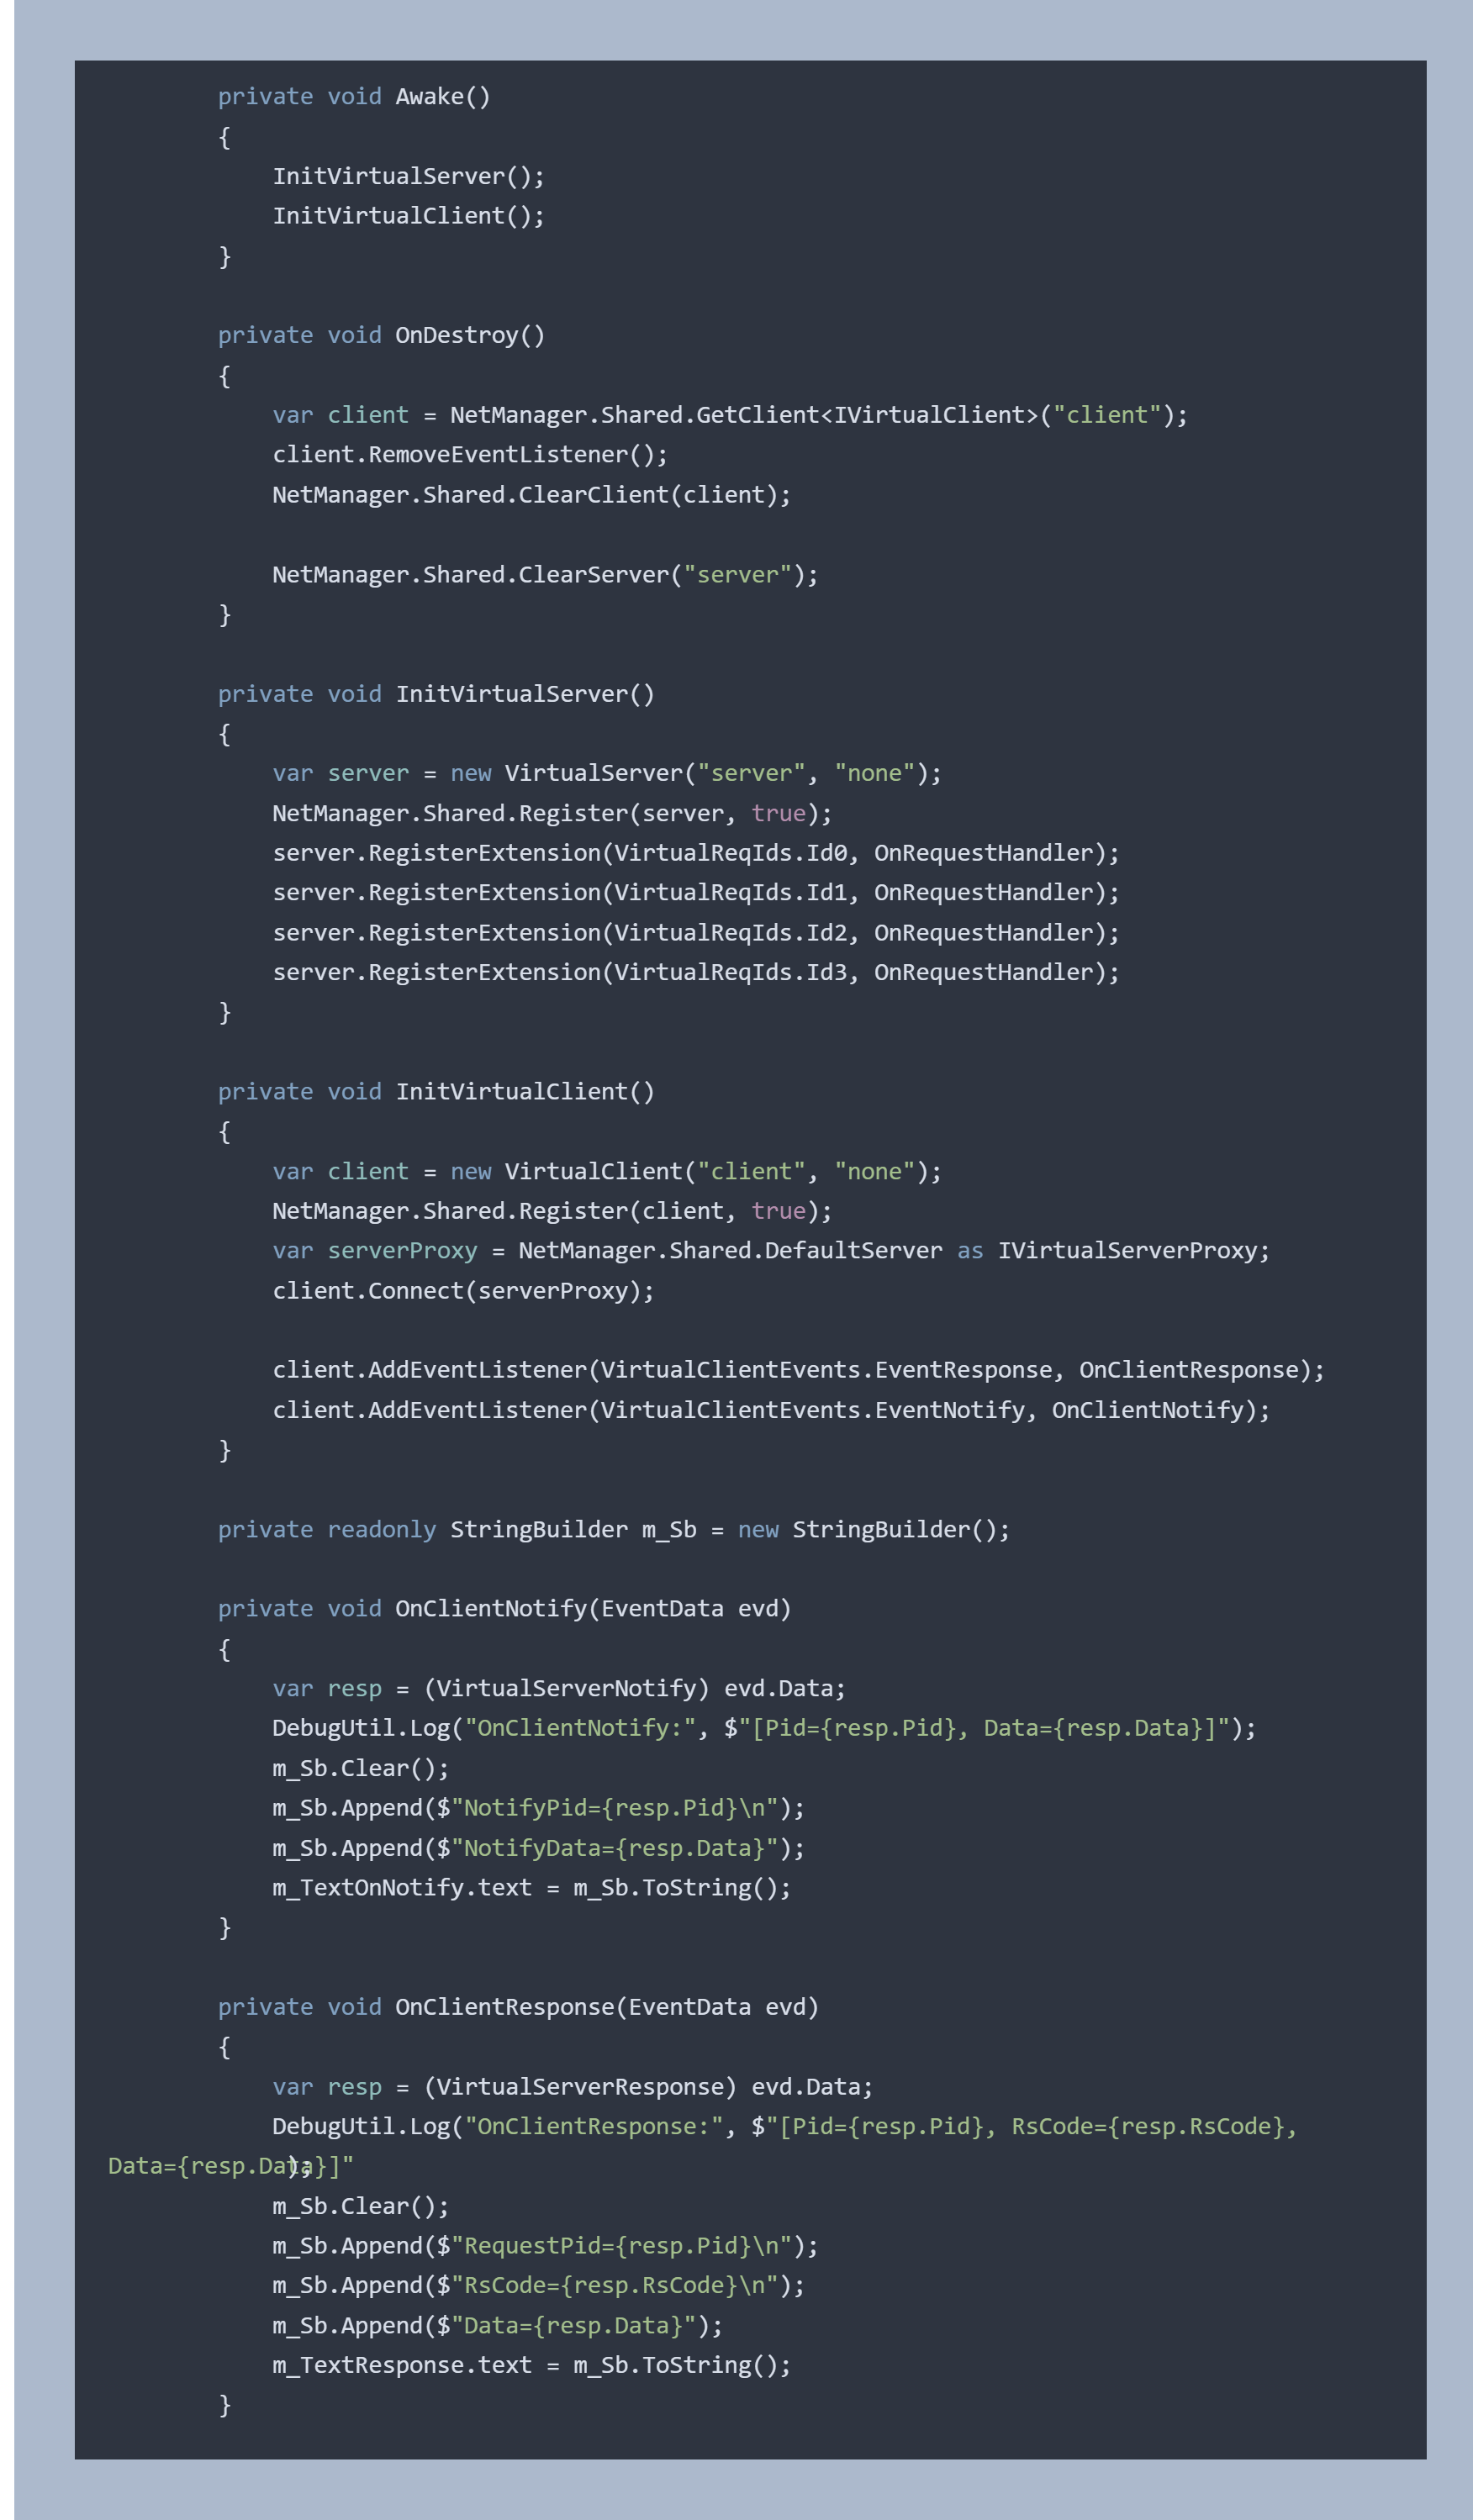 private void Awake()
{
InitVirtualServer();
InitVirtualClient();
}
private void OnDestroy()
{
var client = NetManager.Shared.GetClient<IVirtualClient>("client");
client.RemoveEventListener();
NetManager.Shared.ClearClient(client);
NetManager.Shared.ClearServer("server");
}
private void InitVirtualServer()
{
var server = new VirtualServer("server", "none");
NetManager.Shared.Register(server, true);
server.RegisterExtension(VirtualReqIds.Id0, OnRequestHandler);
server.RegisterExtension(VirtualReqIds.Id1, OnRequestHandler);
server.RegisterExtension(VirtualReqIds.Id2, OnRequestHandler);
server.RegisterExtension(VirtualReqIds.Id3, OnRequestHandler);
}
private void InitVirtualClient()
{
var client = new VirtualClient("client", "none");
NetManager.Shared.Register(client, true);
var serverProxy = NetManager.Shared.DefaultServer as IVirtualServerProxy;
client.Connect(serverProxy);
client.AddEventListener(VirtualClientEvents.EventResponse, OnClientResponse);
client.AddEventListener(VirtualClientEvents.EventNotify, OnClientNotify);
}
private readonly StringBuilder m_Sb = new StringBuilder();
private void OnClientNotify(EventData evd)
{
var resp = (VirtualServerNotify) evd.Data;
DebugUtil.Log("OnClientNotify:", $"[Pid={resp.Pid}, Data={resp.Data}]");
m_Sb.Clear();
m_Sb.Append($"NotifyPid={resp.Pid}\n");
m_Sb.Append($"NotifyData={resp.Data}");
m_TextOnNotify.text = m_Sb.ToString();
}
private void OnClientResponse(EventData evd)
{
var resp = (VirtualServerResponse) evd.Data;
DebugUtil.Log("OnClientResponse:", $"[Pid={resp.Pid}, RsCode={resp.RsCode},
Data={resp.Data}]");
m_Sb.Clear();
m_Sb.Append($"RequestPid={resp.Pid}\n");
m_Sb.Append($"RsCode={resp.RsCode}\n");
m_Sb.Append($"Data={resp.Data}");
m_TextResponse.text = m_Sb.ToString();
}